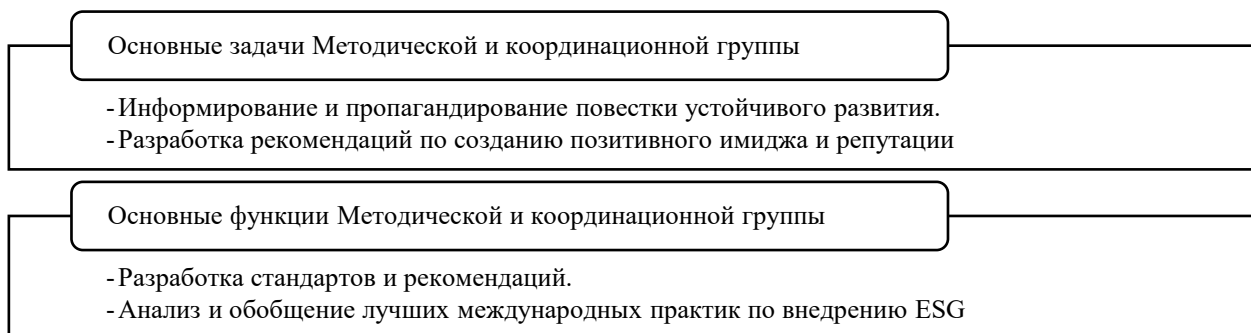 Основные задачи Методической и координационной группы
-Информирование и пропагандирование повестки устойчивого развития.
-Разработка рекомендаций по созданию позитивного имиджа и репутации
Основные функции Методической и координационной группы
-Разработка стандартов и рекомендаций.
-Анализ и обобщение лучших международных практик по внедрению ESG